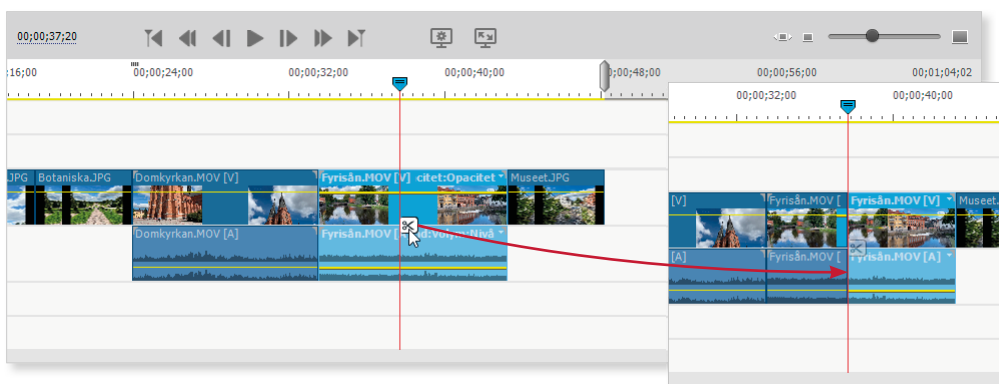 00;00;37;20
:16;00 00;00;24;00 00;00;32;00 00;00;40;00 0;00;48;00 00;00;56;00 00;01;04;02
.JPG Botaniska.JPG Domkyrkan.MOV [V] Fyrisån.MOV [V] citet:Opacitet Museet.JPG
Domkyrkan.MOV [A] Fyrisån.MOV [
00;00;32;00 00;00;40;00
[V] Fyrisån.MOV [ Fyrisån.MOV [V] Museet.
[A] Fyrisån.MOV [ Fyrisån.MOV [A]